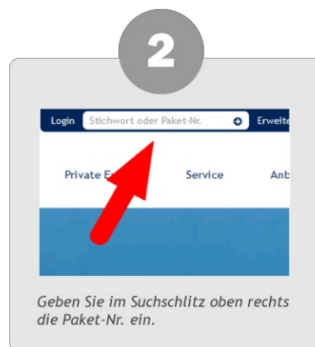 2
Login Stichwort oder Paket-Nr. Erweite
Private E Service Anb
Geben Sie im Suchschlitz oben rechts
die Paket-Nr. ein.